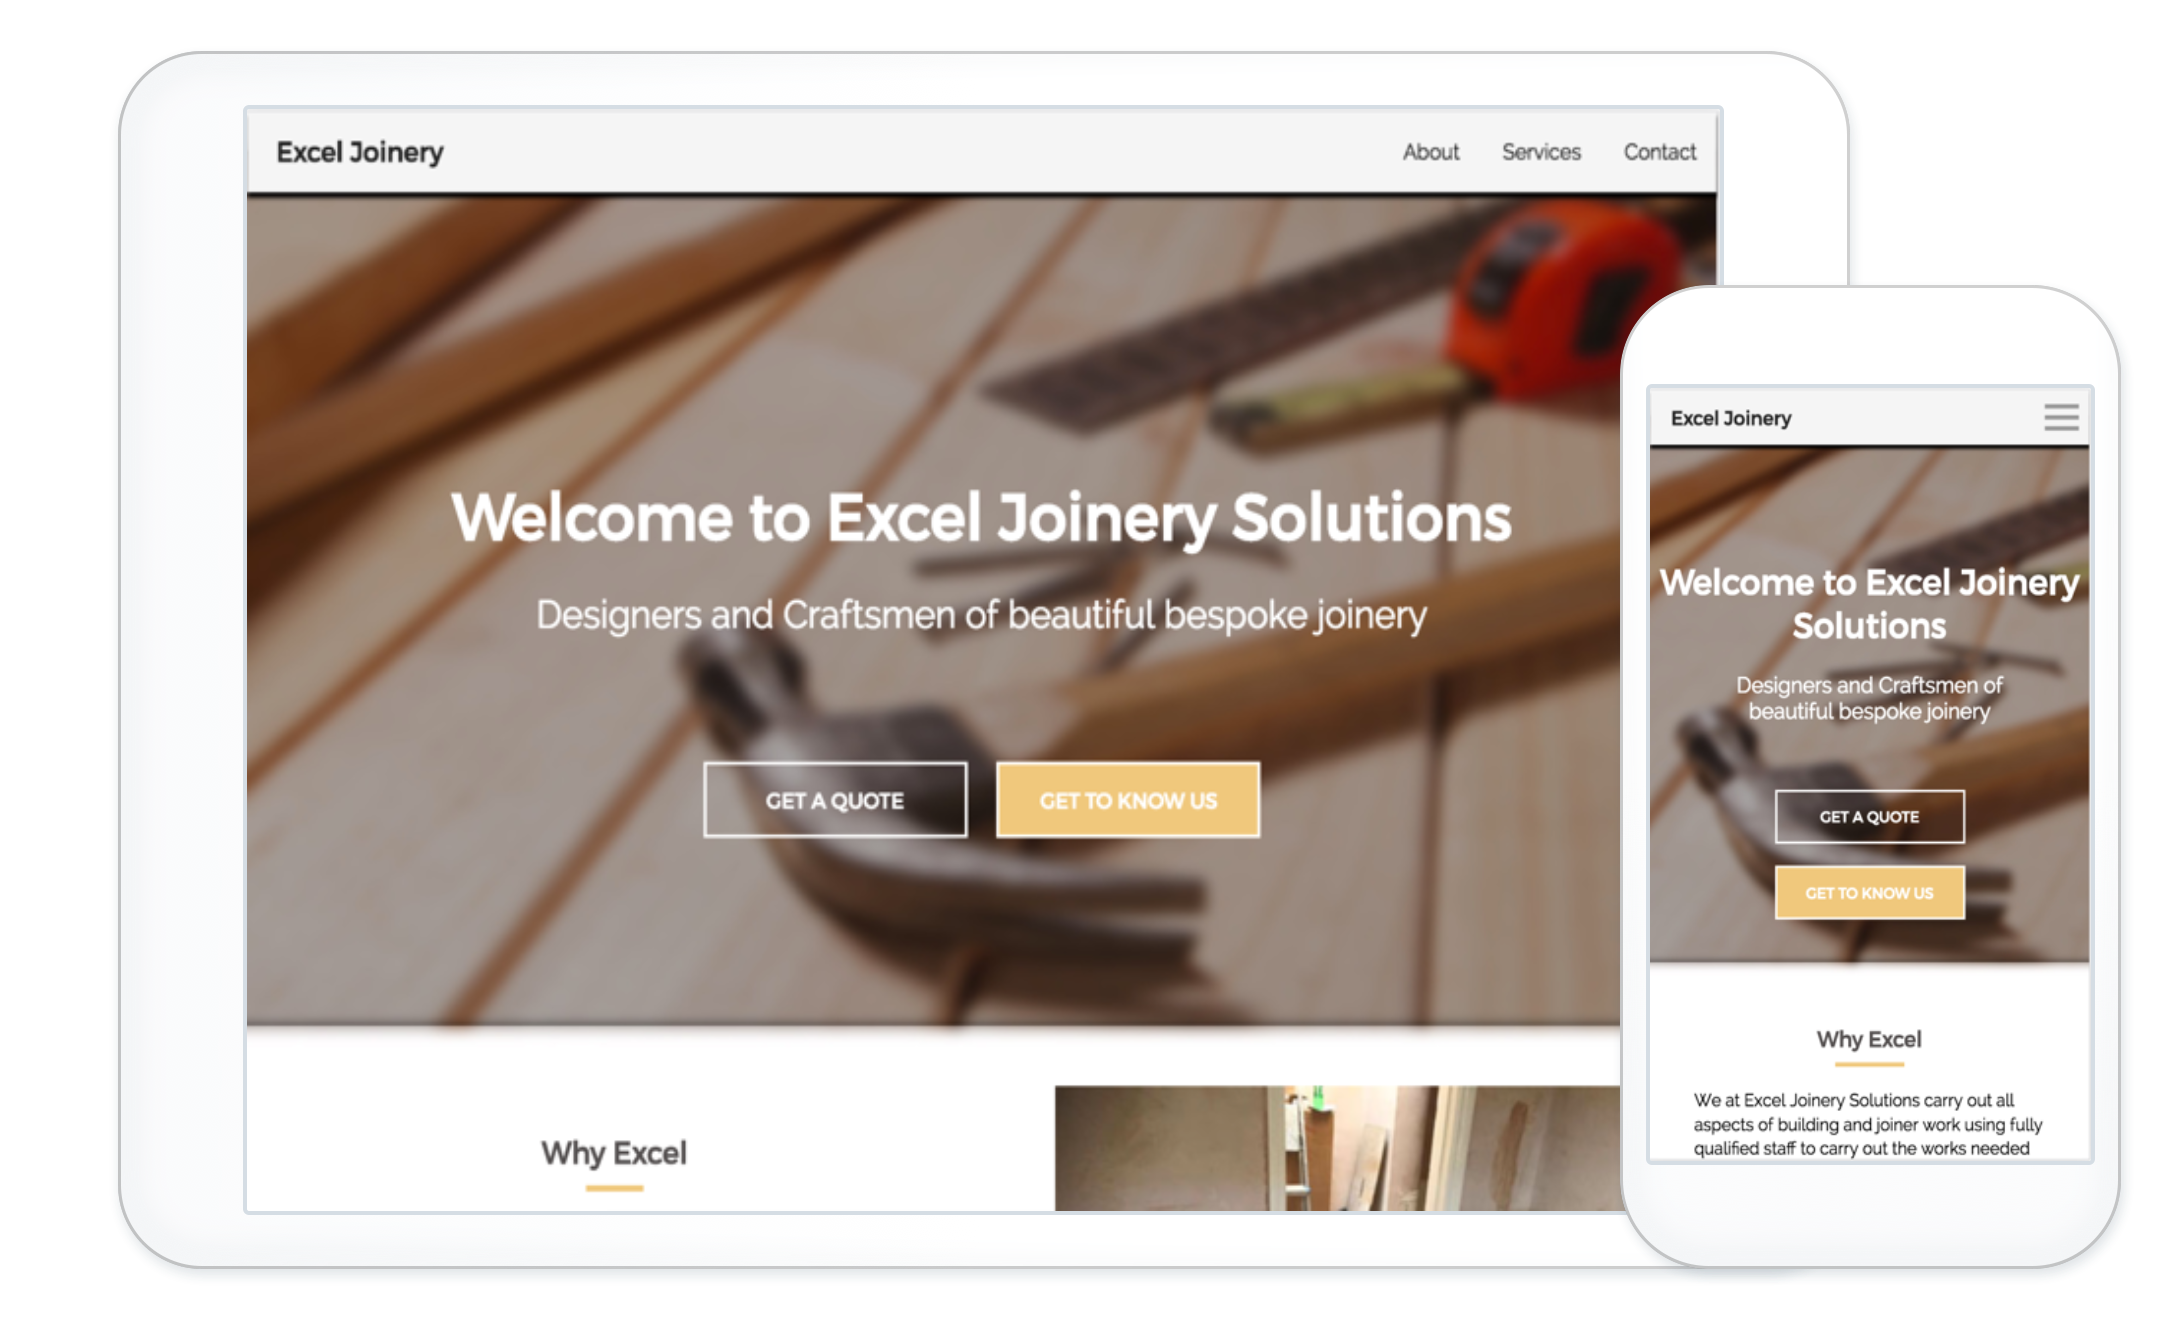 Excel Joinery
About Services Contact
Welcome to Excel Joinery Solutions
Designers and Craftsmen of beautiful bespoke joinery
GET A QUOTE GET TO KNOW US
Why Excel
Excel Joinery
Welcome to Excel Joinery
Solutions
Designers and Craftsmen of
beautiful bespoke joinery
GET A QUOTE
GET TO KNOW US
Why Excel
We at Excel Joinery Solutions carry out all
aspects of building and joiner work using fully
qualified staff to carry out the works needed